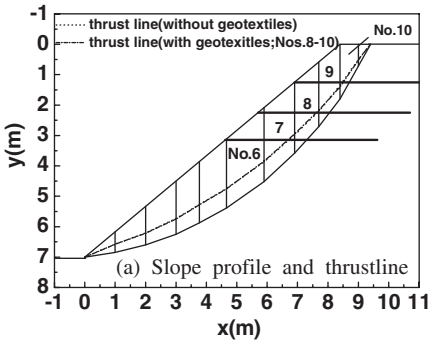 thrust line(without geotextiles)
thrust line(with geotexitles;Nos.8-10)
No.10
9
8
7
No.6
(a) Slope profile and thrustline
y(m)
-1
0
1
2
3
4
5
6
7
8
-1 0 1 2 3 4 5 6 7 8 9 10 11
x(m)